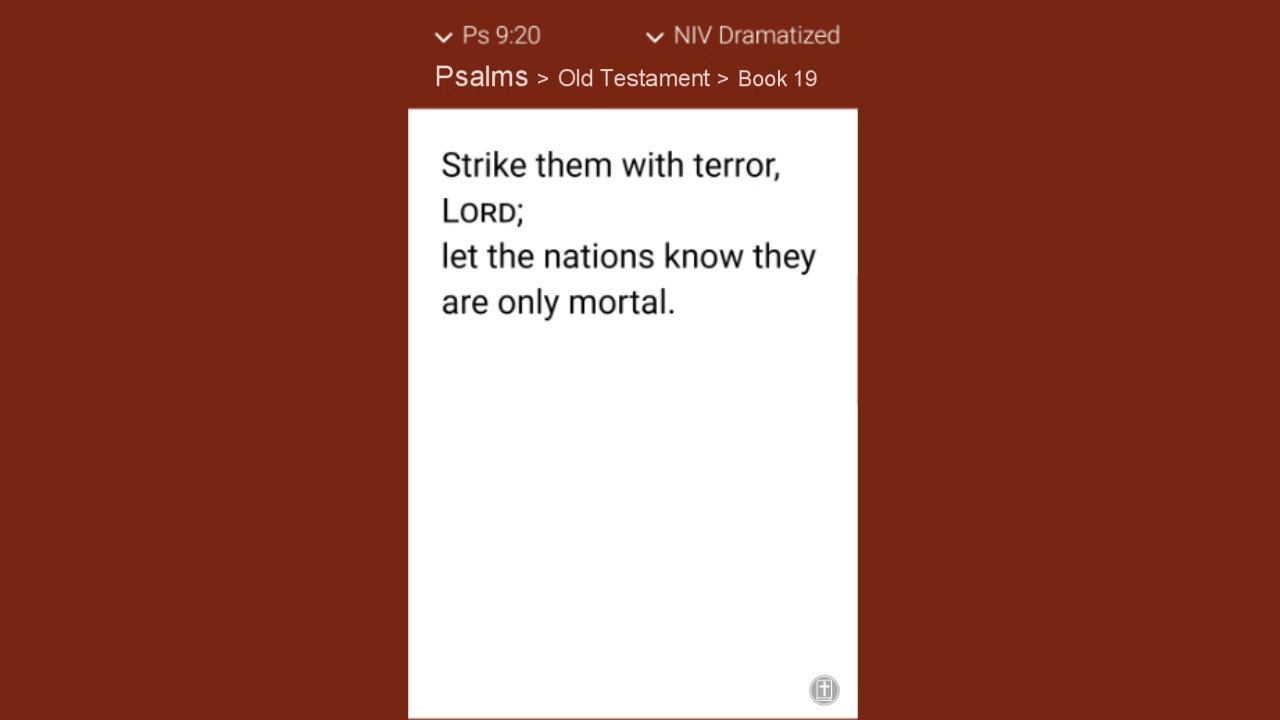 Ps 9:20 NIV Dramatized
Psalms > Old Testament > Book 19
Strike them with terror,
LORD;
let the nations know they
are only mortal.